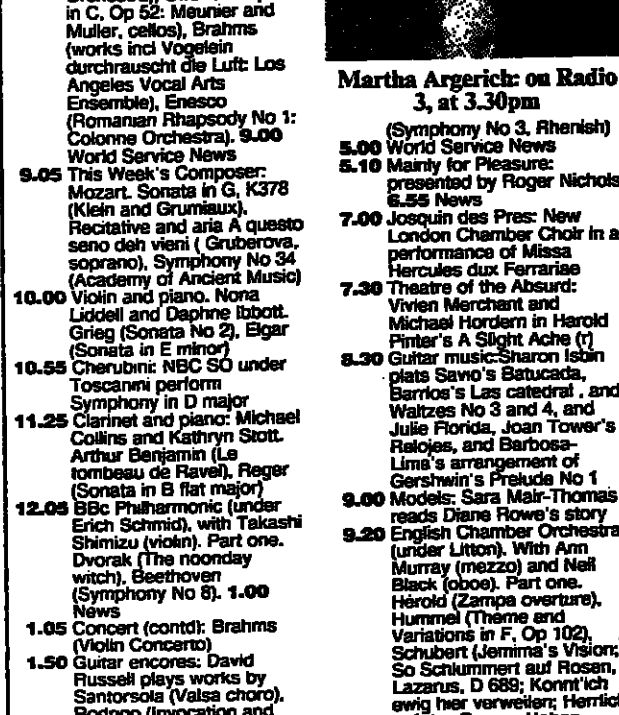 in C, Op 52: Meunier and
Muller, cellos), Brahms
(works incl Vogelein
durchrauscht die Luft: Los
Angeles Vocal Arts
Ensemble), Enesco
(Romanian Rhapsody No 1:
Colonne Orchestra). 9.00
World Service News
9.05 This Week's Composer:
Mozart. Sonata in G, K378
(Klein and Grumiaux),
Recitative and aria A questo
seno deh vieni ( Gruberova,
soprano), Symphony No 34
(Academy of Ancient Music)
10.00 Violin and piano. Nona
Liddell and Daphne Ibbott.
Grieg (Sonata No 2), Elgar
(Sonata in E minor)
10.55 Cherubini: NBC SO under
Toscanini perform
Symphony in D major
11.25 Clarinet and piano: Michael
Collins and Kathryn Stott.
Arthur Benjamin (Le
tombeau de Ravel), Reger
(Sonata in B flat major)
12.05 BBc Philharmonic (under
Erich Schmid), with Takashi
Shimizu (violin). Part one.
Dvorak (The noonday
witch), Beethoven
(Symphony No 8). 1.00
News
1.05 Concert (contd): Brahms
(Violin Concerto)
1.50 Guitar encores: David
Russell plays works by
Santorsola (Valsa choro),
(Invocation and
Martha Argerich: on Radio
3, at 3.30pm
(Symphony No 3, Rhenish)
5.00 World Service News
5.10 Mainly for Pleasure:
presented by Roger Nichols
6.55 News
7.00 Josquin des Pres: New
London Chamber Choir in a
performance of Missa
Hercules dux Ferrariae
7.30 Theatre of the Absurd:
Vivien Merchant and
Michael Hordern in Harold
Pinter's A Slight Ache (r)
8.30 Guitar music:Sharon Isbin
plats Savio's Batucada,
Barrios's Las catedral , and
Waltzes No 3 and 4, and
Julie Florida, Joan Tower's
Relojes, and Barbosa-
Lima's arrangement of
Gershwin's Prelude No 1
9.00 Models: Sara Mair-Thomas
reads Diane Rowe's story
9.20 English Chamber Orchestra
(under Litton). With Ann
Murray (mezzo) and Neil
Black (oboe). Part one.
Herold (Zampa overture),
Hummel (Theme and
Variations in F, Op 102),
Schubert (Jemima's Vision;
So Schlummert auf Rosen,
Lazarus, D 689; Konnt'ich
ewig hier verweilen; Herrlich